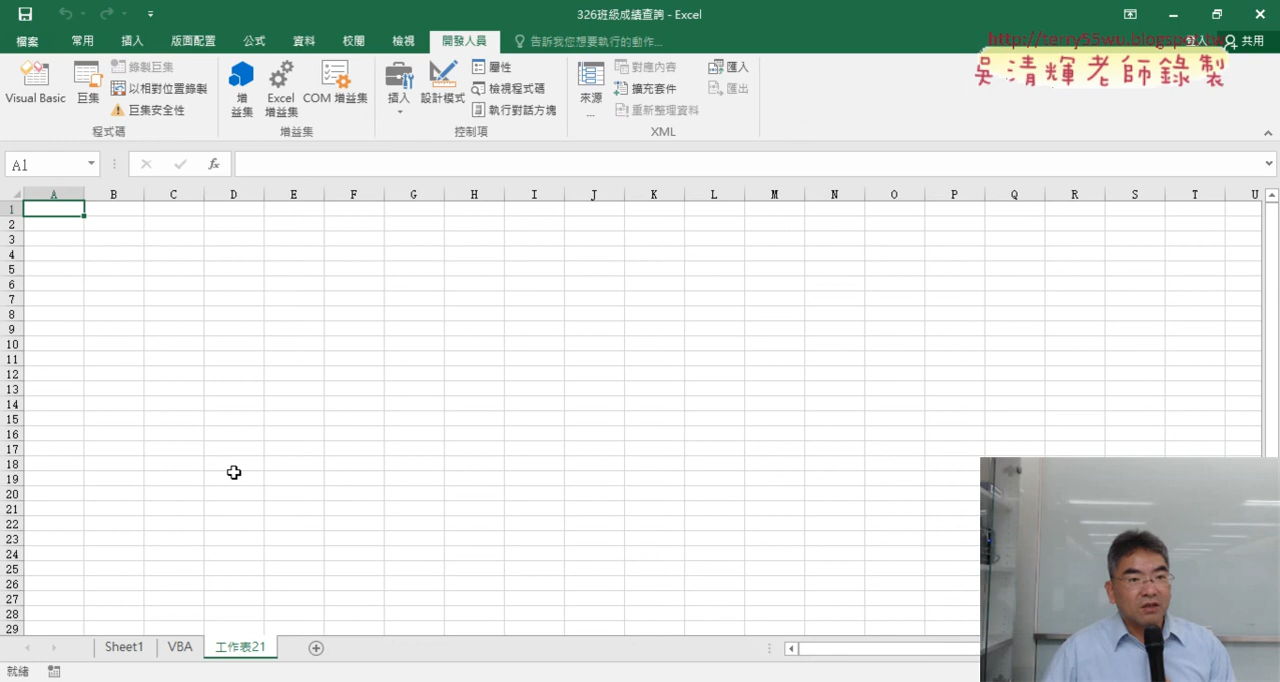 326班級成績查詢 - Excel
檔案 常用 插入 版面配置 公式 資料 校閱 檢視 開發人員 告訴我您想要執行的動作... 共用
http://terry55wu.blogspot.tw
吳清輝老師錄製
Visual Basic 巨集 錄製巨集 以相對位置錄製 巨集安全性
程式碼
增益集 Excel 增益集 COM 增益集
增益集
插入 設計模式 屬性 檢視程式碼 執行對話方塊
控制項
來源... 對應內容 擴充套件 重新整理資料 匯入 匯出
XML
A1 fx
A B C D E F G H I J K L M N O P Q R S T U
1
2
3
4
5
6
7
8
9
10
11
12
13
14
15
16
17
18
19
20
21
22
23
24
25
26
27
28
29
Sheet1 VBA 工作表21
就緒